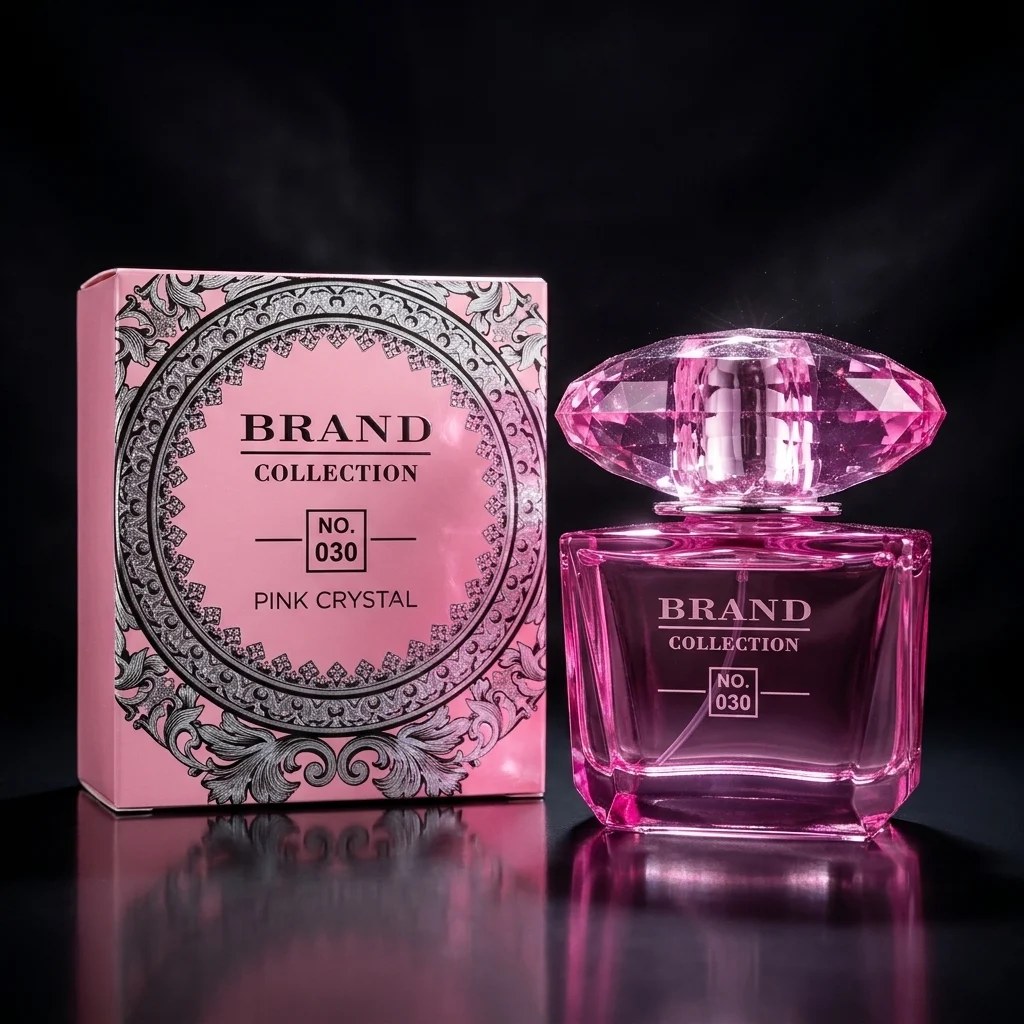 BRAND
COLLECTION
NO.
030
PINK CRYSTAL
BRAND
COLLECTION
NO.
030